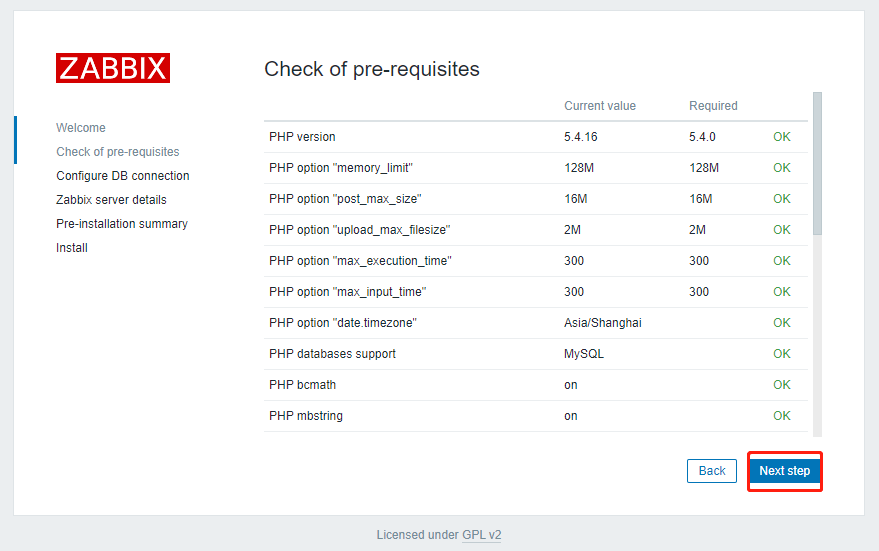 ZABBIX
Welcome
Check of pre-requisites
Configure DB connection
Zabbix server details
Pre-installation summary
Install
Check of pre-requisites
Current value Required
PHP version 5.4.16 5.4.0 OK
PHP option "memory_limit" 128M 128M OK
PHP option "post_max_size" 16M 16M OK
PHP option "upload_max_filesize" 2M 2M OK
PHP option "max_execution_time" 300 300 OK
PHP option "max_input_time" 300 300 OK
PHP option "date.timezone" Asia/Shanghai OK
PHP databases support MySQL OK
PHP bcmath on OK
PHP mbstring on OK
Back Next step
Licensed under GPL v2